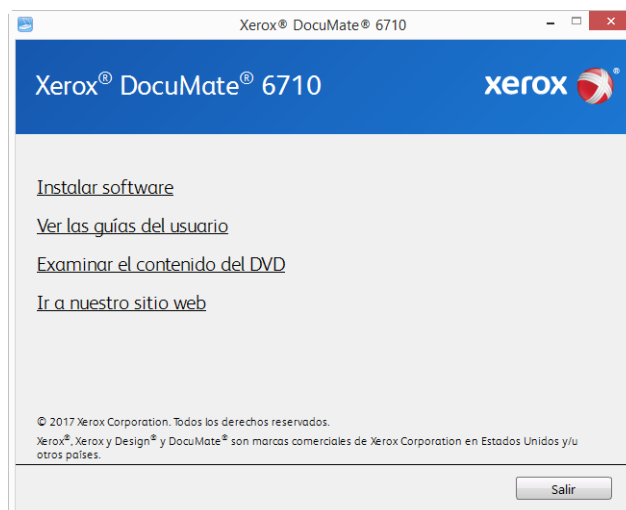 Xerox® DocuMate® 6710
Xerox® DocuMate® 6710
xerox®
Instalar software
Ver las guías del usuario
Examinar el contenido del DVD
Ir a nuestro sitio web
© 2017 Xerox Corporation. Todos los derechos reservados.
Xerox®, Xerox y Design® y DocuMate® son marcas comerciales de Xerox Corporation en Estados Unidos y/u
otros países.
Salir